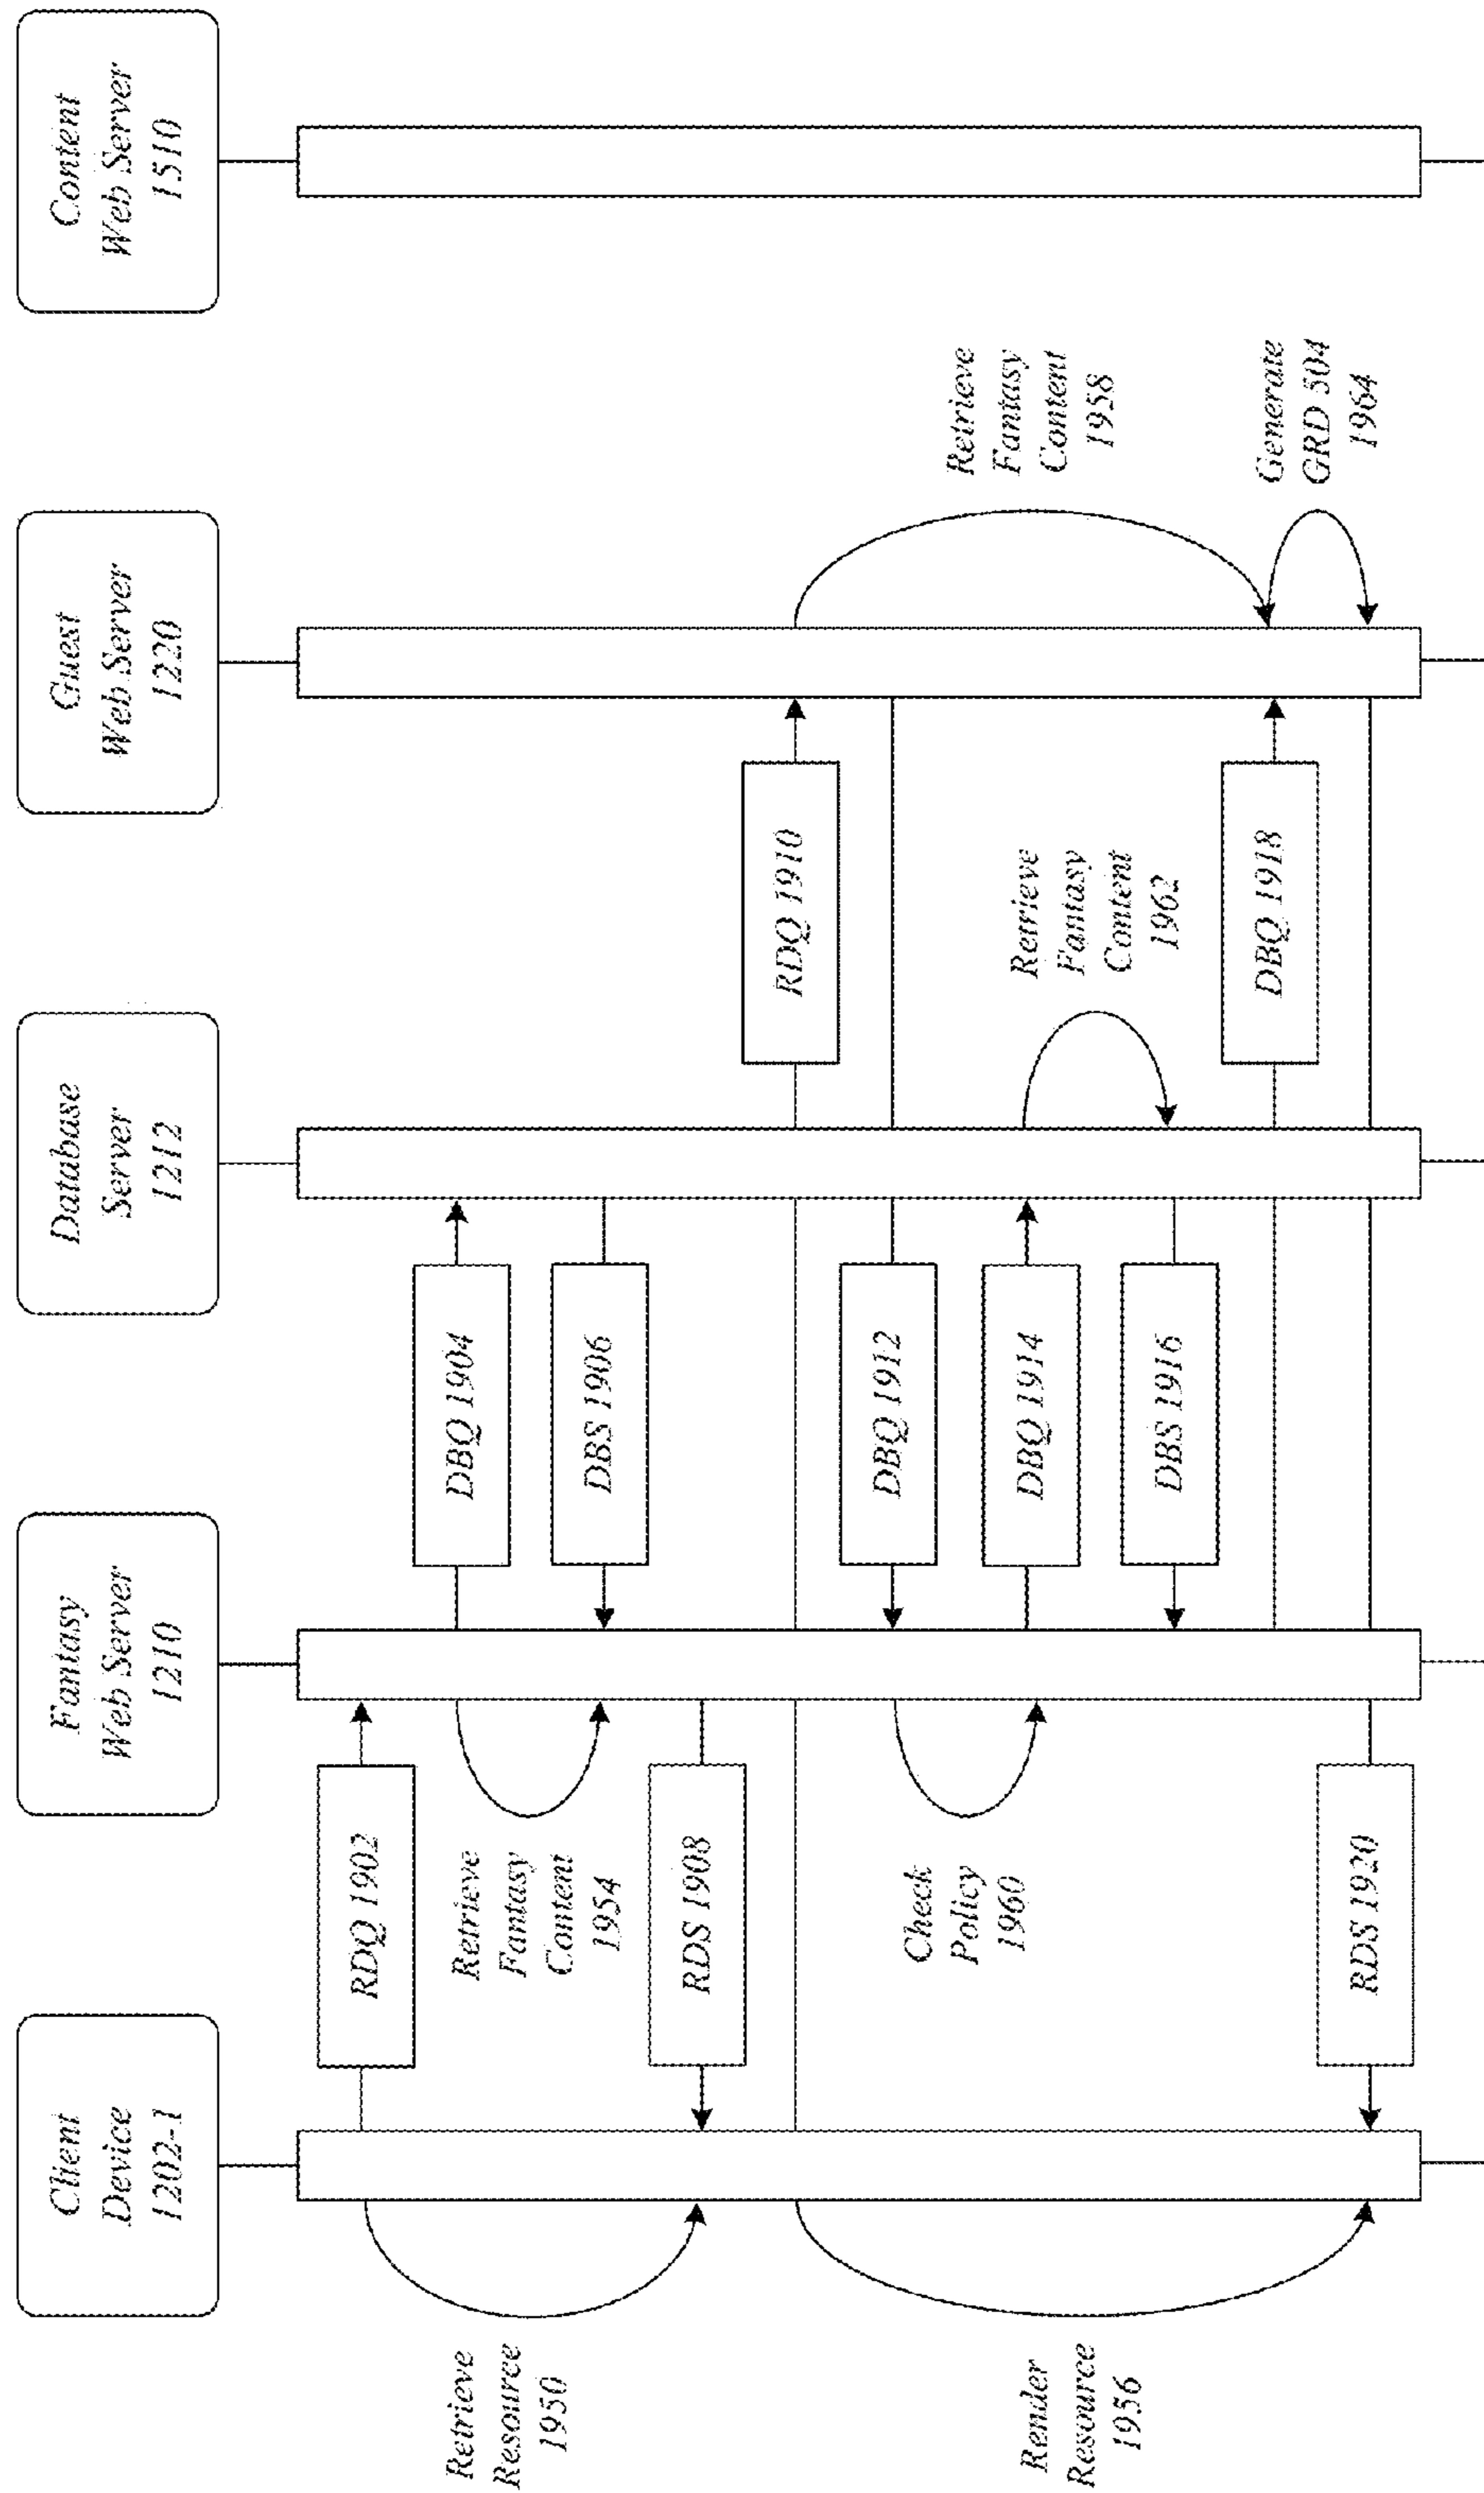 Client
Device
1202-1
Fantasy
Web Server
1210
Database
Server
1212
Guest
Web Server
1220
Content
Web Server
1510
Retrieve
Resource
1950
RDQ 1902
Retrieve
Fantasy
Content
1954
DBQ 1904
DBS 1906
RDS 1908
RDQ 1910
Render
Resource
1956
Check
Policy
1960
DBQ 1912
DBQ 1914
DBS 1916
Retrieve
Fantasy
Content
1962
Retrieve
Fantasy
Content
1958
DBQ 1918
Generate
GRD 504
1964
RDS 1920